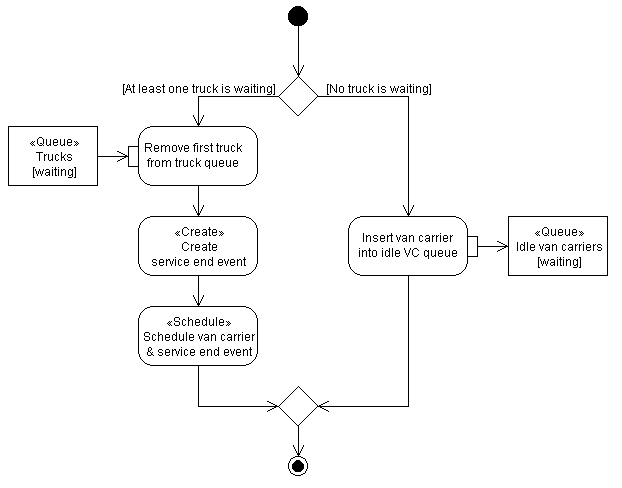 [At least one truck is waiting]
[No truck is waiting]
«Queue»
Trucks
[waiting]
Remove first truck
from truck queue
«Create»
Create
service end event
Insert van carrier
into idle VC queue
«Queue»
Idle van carriers
[waiting]
«Schedule»
Schedule van carrier
& service end event